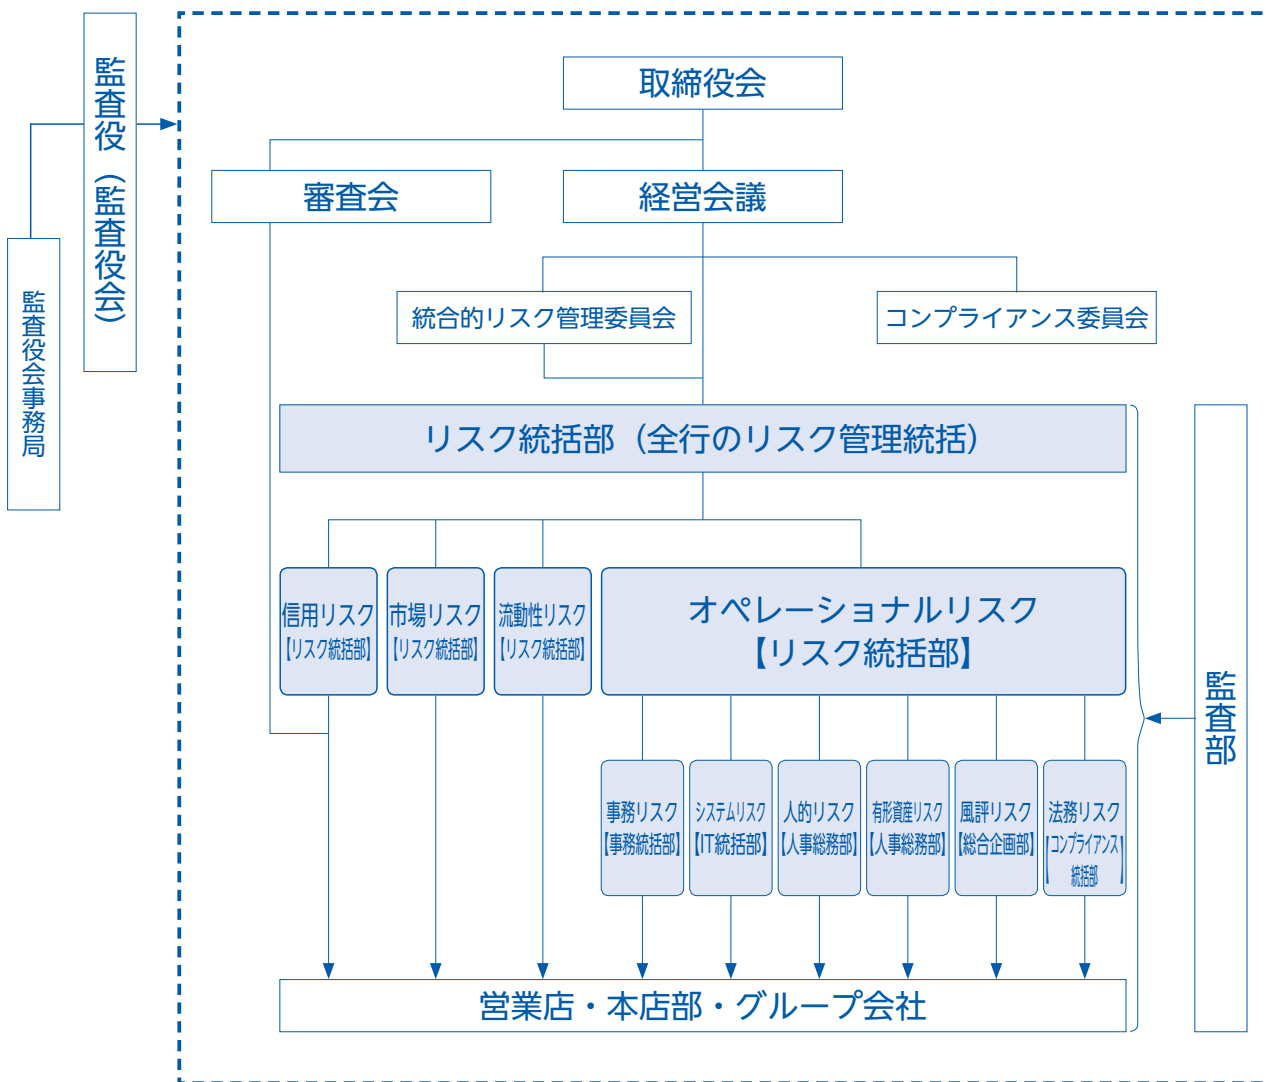 監査役（監査役会）
監査役会事務局
取締役会
審査会
経営会議
統合的リスク管理委員会
コンプライアンス委員会
リスク統括部（全行のリスク管理統括）
信用リスク
【リスク統括部】
市場リスク
【リスク統括部】
流動性リスク
【リスク統括部】
オペレーショナルリスク
【リスク統括部】
事務リスク
【事務統括部】
システムリスク
【IT統括部】
人的リスク
【人事総務部】
有形資産リスク
【人事総務部】
風評リスク
【総合企画部】
法務リスク
【コンプライアンス
統括部】
営業店・本店部・グループ会社
監査部